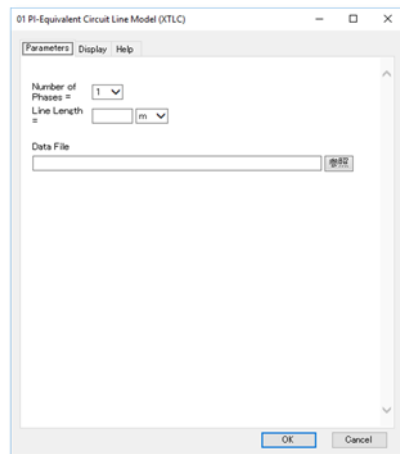 01 PI-Equivalent Circuit Line Model (XTLC)
Parameters Display Help
Number of
Phases = 1
Line Length
= m
Data File
参照
OK Cancel